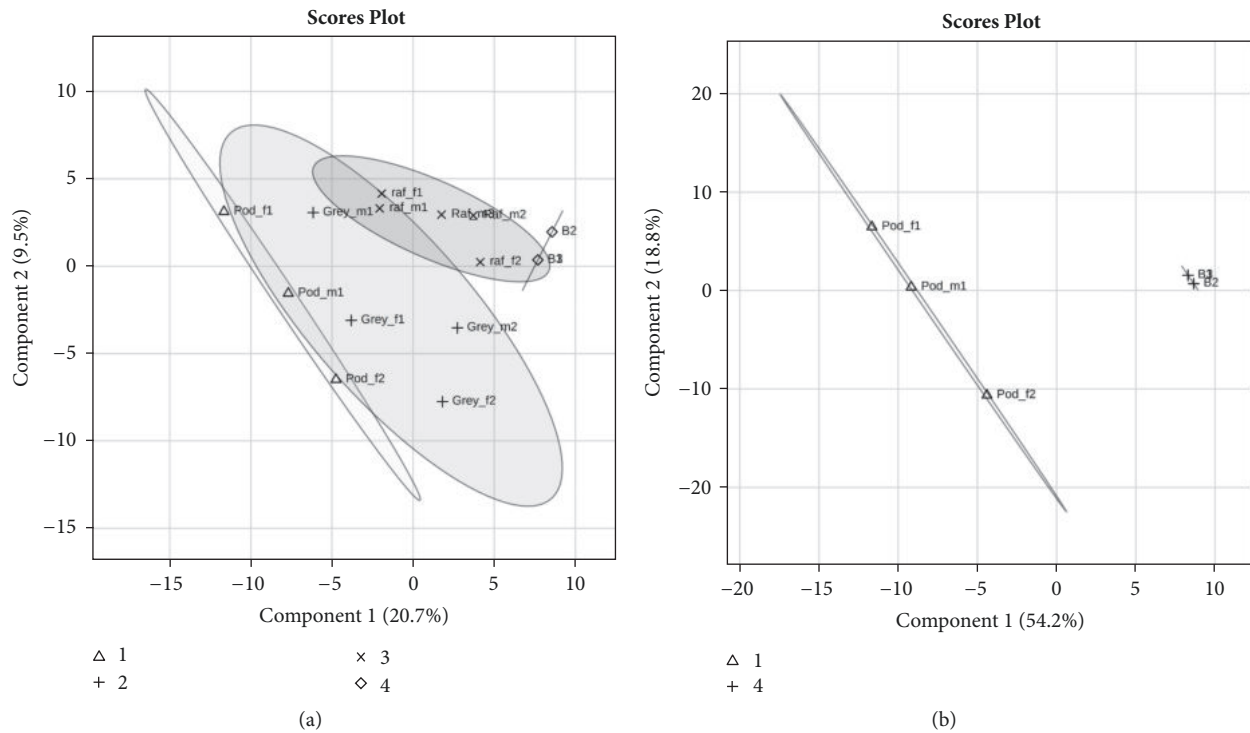 Scores Plot
10
5
0
−5
−10
−15
Component 2 (9.5%)
Pod_f1
Grey_m1
raf_f1
raf_m1
Raf_m2
B2
raf_f2
Pod_m1
Grey_f1
Grey_m2
Pod_f2
Grey_f2
−15 −10 −5 0 5 10
Component 1 (20.7%)
1 3
2 4
(a)
Scores Plot
20
10
0
−10
−20
Component 2 (18.8%)
Pod_f1
Pod_m1
B2
Pod_f2
−20 −15 −10 −5 0 5 10
Component 1 (54.2%)
1
4
(b)